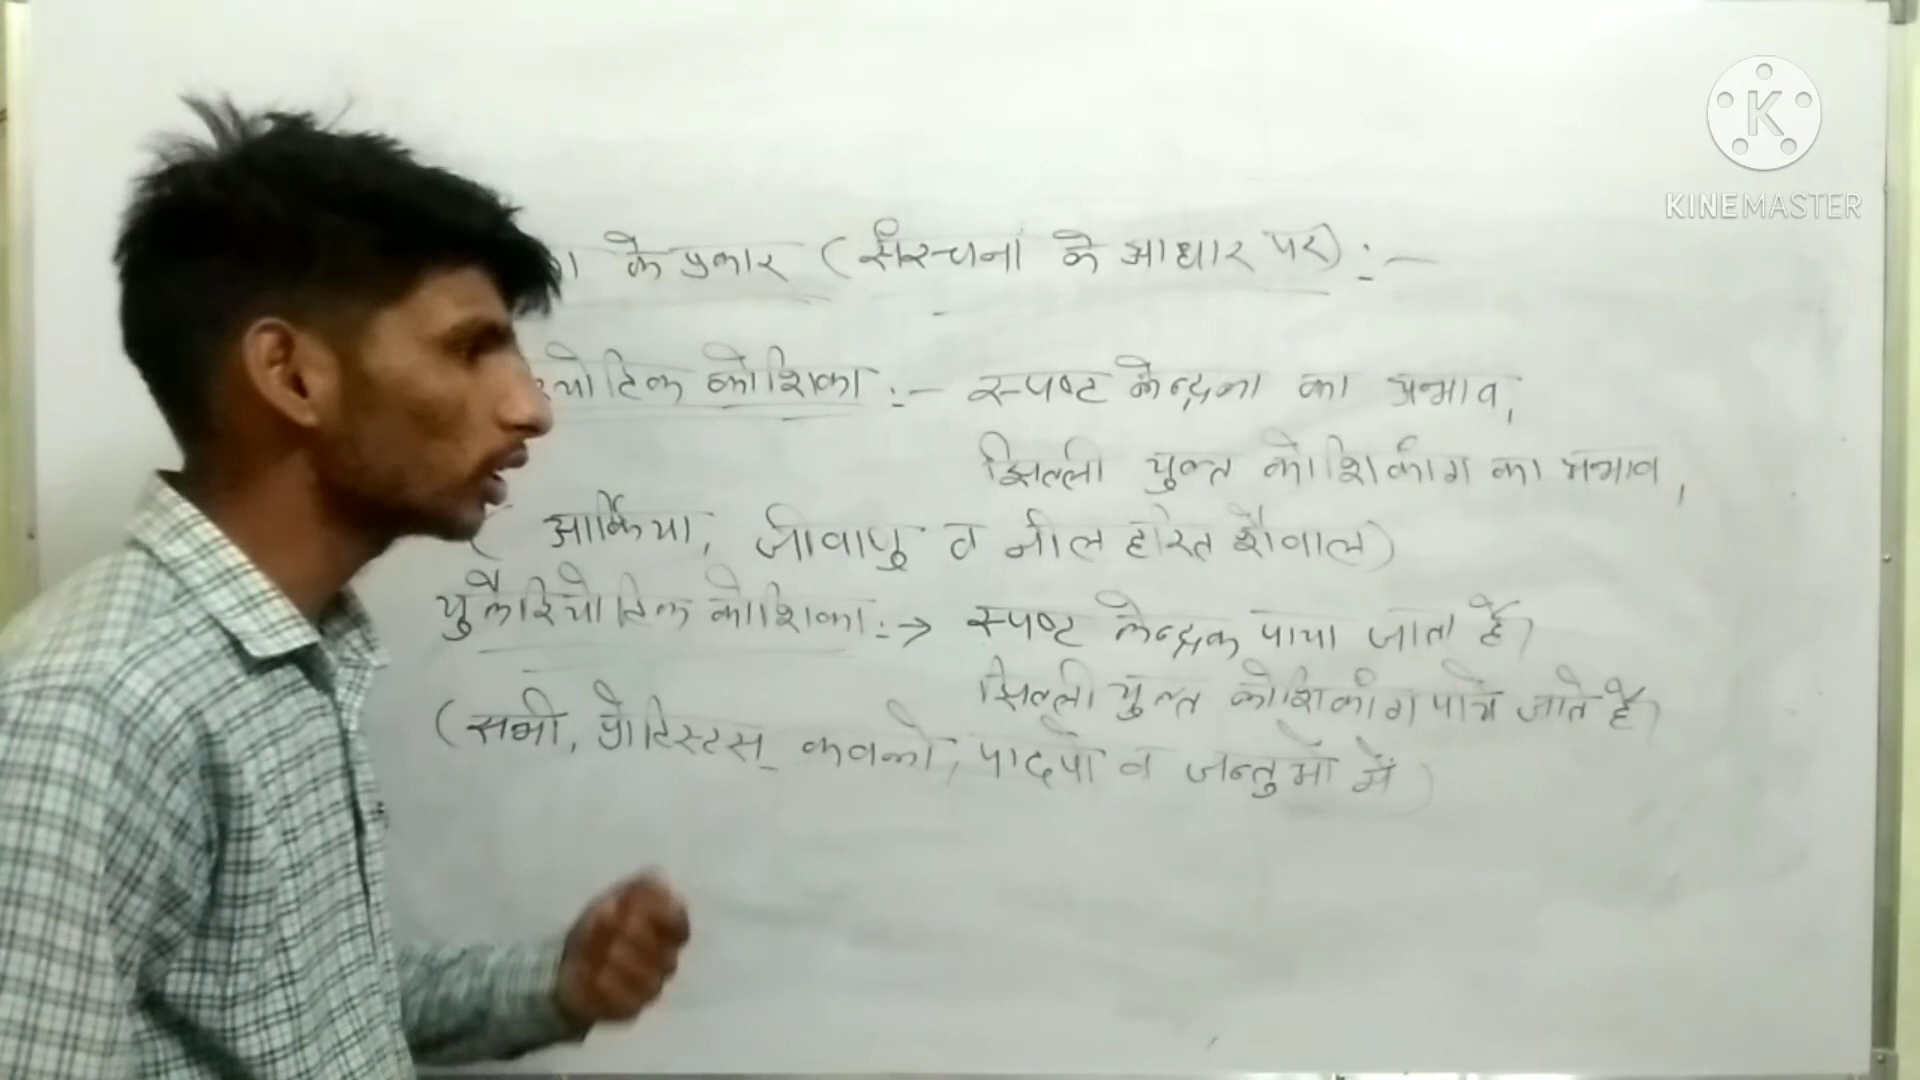 के प्रकार (संरचना के आधार पर) :-
योटिक कोशिका :- स्पष्ट केन्द्रका का अभाव,
झिल्ली युक्त कोशिकांग का अभाव,
( आर्किया, जीवाणु व नील हरित शैवाल)
युकैरियोटिक कोशिका :→ स्पष्ट केन्द्रक पाया जाता है।
झिल्ली युक्त कोशिकांग पाये जाते है।
(सभी, प्रोटिस्टस् कवको, पादपो व जन्तुओं में)
K
KINEMASTER